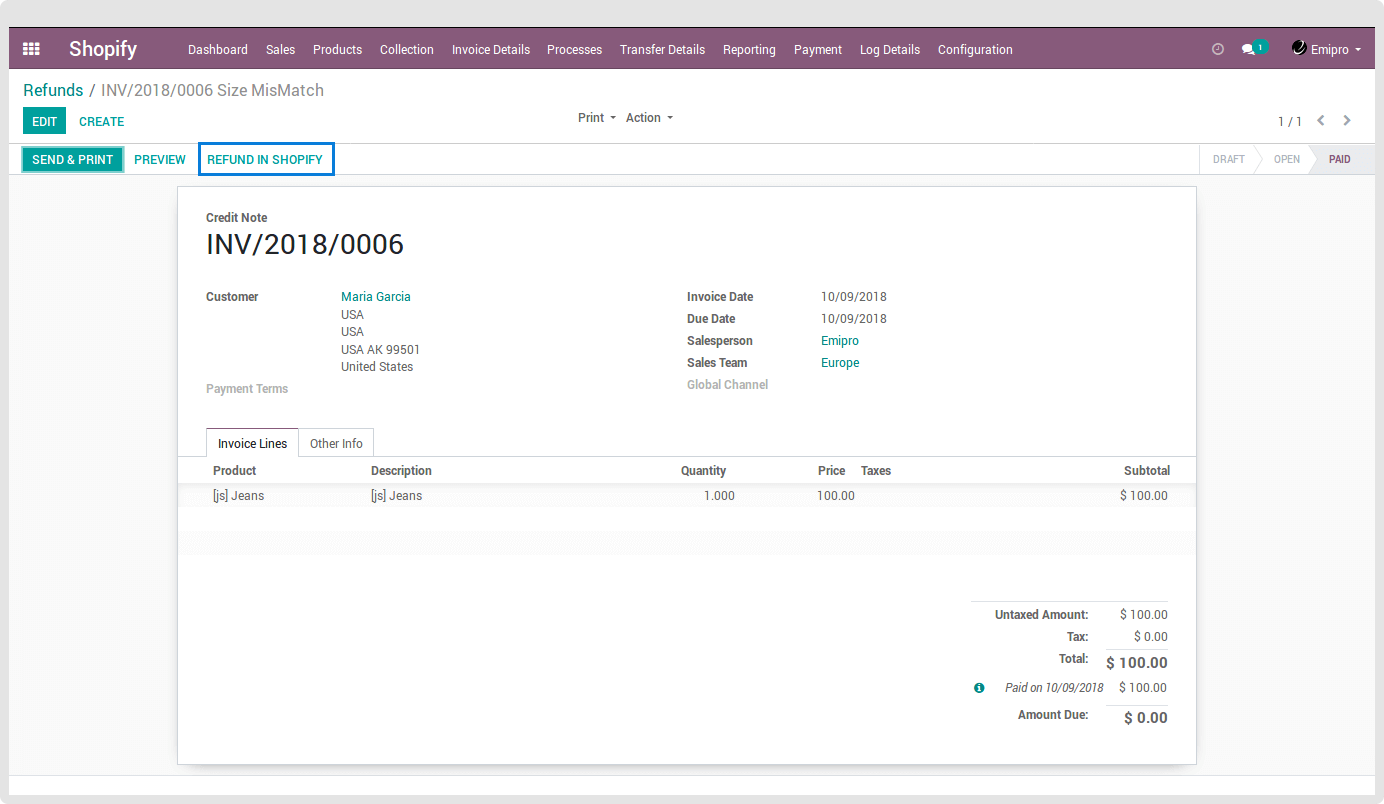 Shopify Dashboard Sales Products Collection Invoice Details Processes Transfer Details Reporting Payment Log Details Configuration 1 Emipro
Refunds / INV/2018/0006 Size MisMatch
EDIT CREATE Print Action 1 / 1
SEND & PRINT PREVIEW REFUND IN SHOPIFY DRAFT OPEN PAID
Credit Note
INV/2018/0006
Customer Maria Garcia Invoice Date 10/09/2018
USA
Due Date 10/09/2018
USA
Salesperson Emipro
USA AK 99501
United States Sales Team Europe
Payment Terms Global Channel
Invoice Lines Other Info
Product Description Quantity Price Taxes Subtotal
[js] Jeans [js] Jeans 1.000 100.00 $ 100.00
Untaxed Amount: $ 100.00
Tax: $ 0.00
Total: $ 100.00
Paid on 10/09/2018 $ 100.00
Amount Due: $ 0.00